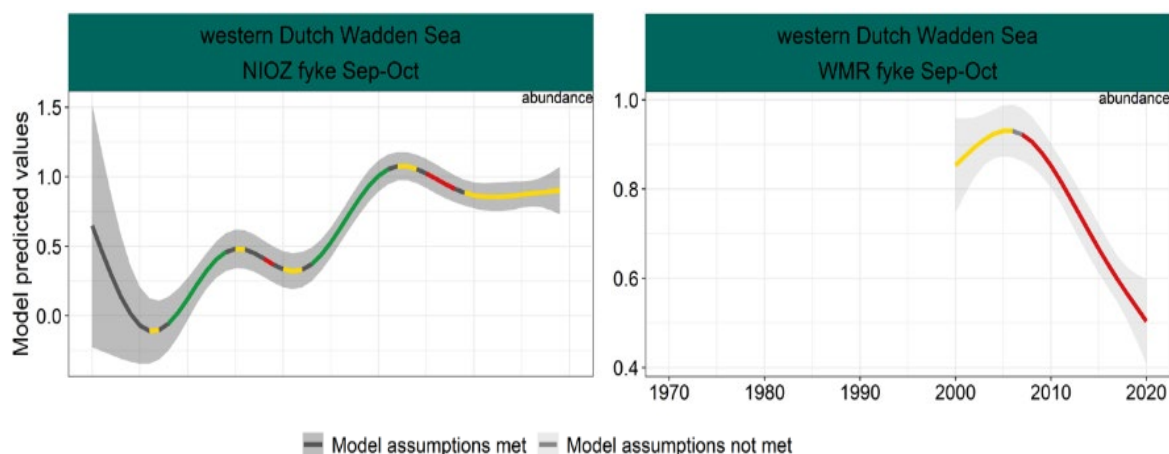 western Dutch Wadden Sea
NIOZ fyke Sep-Oct
abundance
Model predicted values
1.5
1.0
0.5
0.0
western Dutch Wadden Sea
WMR fyke Sep-Oct
abundance
1.0
0.8
0.6
0.4
1970 1980 1990 2000 2010 2020
Model assumptions met Model assumptions not met